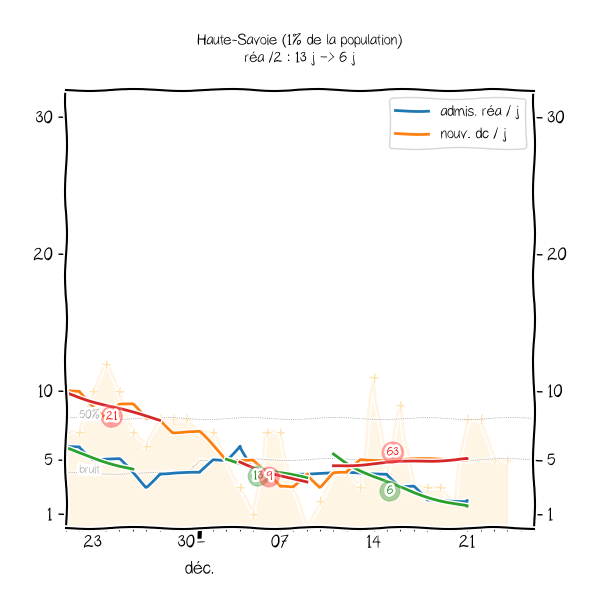 Haute-Savoie (1% de la population)
réa /2 : 13 j -> 6 j
admis. réa / j
nouv. dc / j
30 30
20 20
10 10
50% 21
5 5
bruit 13 9 63
6
1 1
23 30 07 14 21
déc.